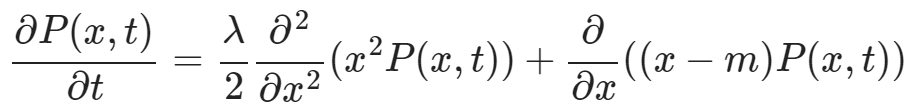 ∂P(x,t)/∂t = λ/2 ∂²/∂x² (x²P(x,t)) + ∂/∂x ((x − m)P(x,t))